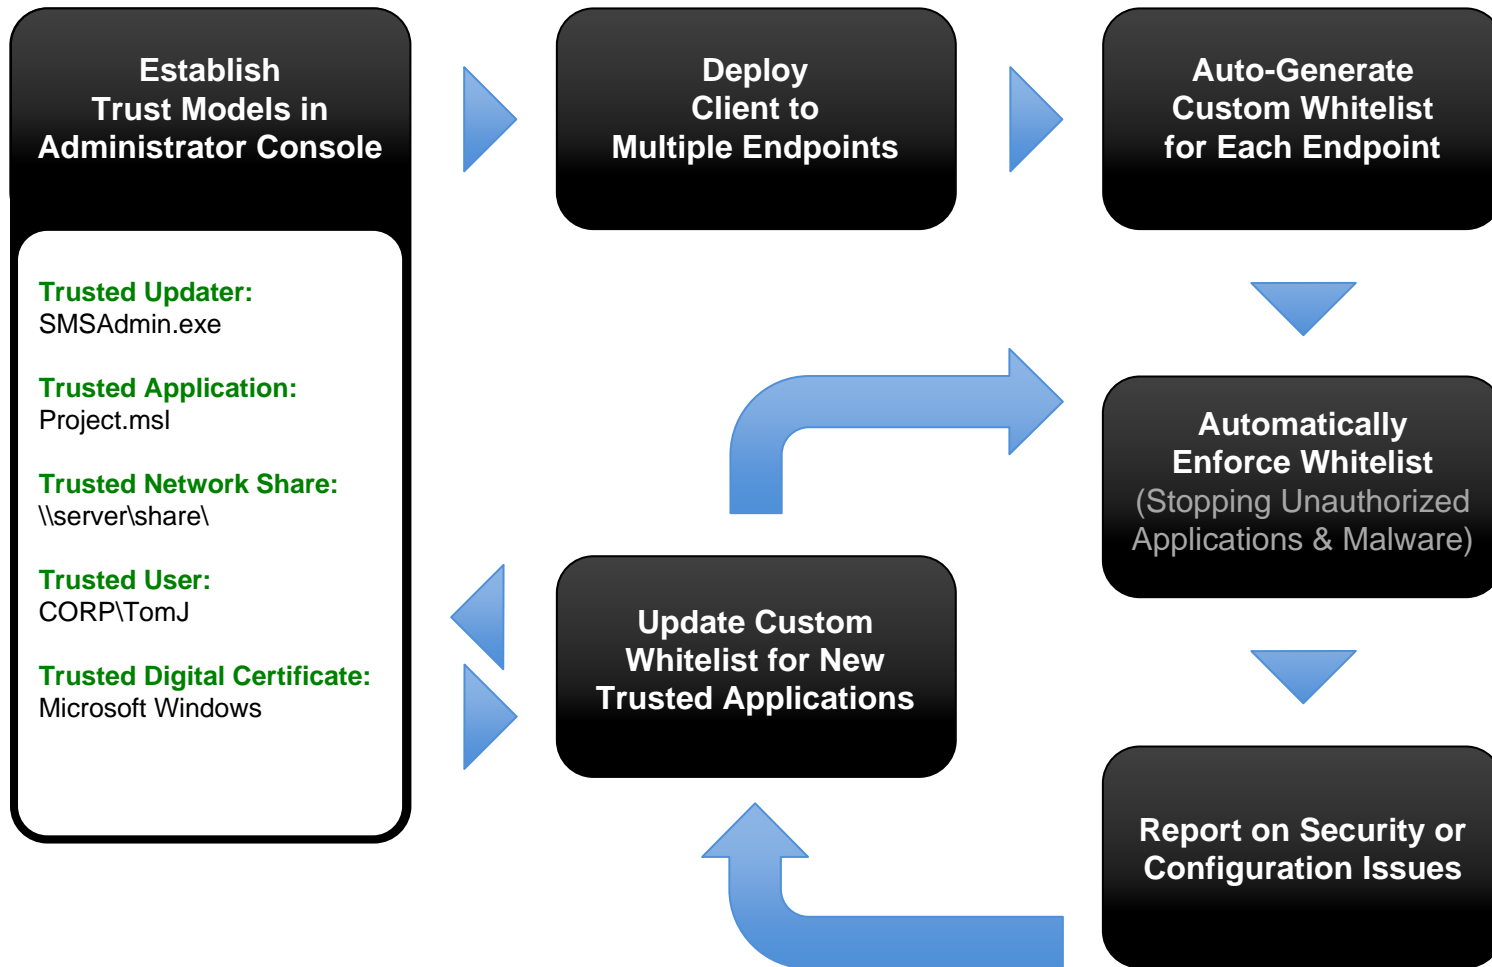 Establish
Trust Models in
Administrator Console
Trusted Updater:
SMSAdmin.exe
Trusted Application:
Project.msl
Trusted Network Share:
\\server\share\
Trusted User:
CORP\TomJ
Trusted Digital Certificate:
Microsoft Windows
Deploy
Client to
Multiple Endpoints
Auto-Generate
Custom Whitelist
for Each Endpoint
Automatically
Enforce Whitelist
(Stopping Unauthorized
Applications & Malware)
Report on Security or
Configuration Issues
Update Custom
Whitelist for New
Trusted Applications